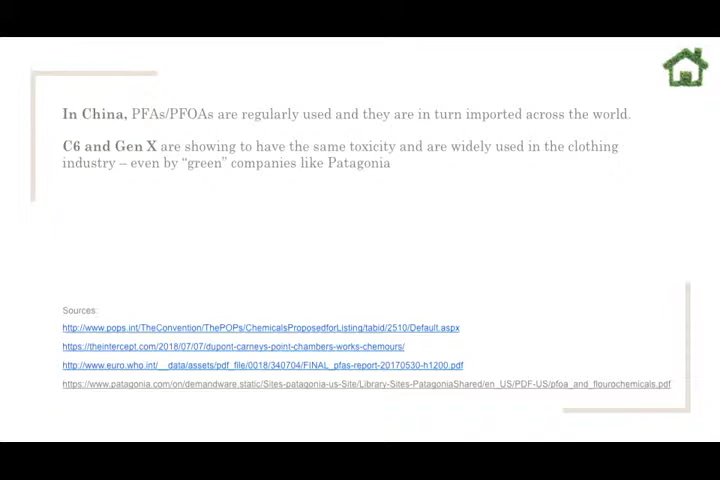 In China, PFAs/PFOAs are regularly used and they are in turn imported across the world.
C6 and Gen X are showing to have the same toxicity and are widely used in the clothing
industry – even by “green” companies like Patagonia
Sources:
http://www.pops.int/TheConvention/ThePOPs/ChemicalsProposedforListing/tabid/2510/Default.aspx
https://theintercept.com/2018/07/07/dupont-carneys-point-chambers-works-chemours/
http://www.euro.who.int/__data/assets/pdf_file/0018/340704/FINAL_pfas-report-20170530-h1200.pdf
https://www.patagonia.com/on/demandware.static/Sites-patagonia-us-Site/Library-Sites-PatagoniaShared/en_US/PDF-US/pfoa_and_flourochemicals.pdf